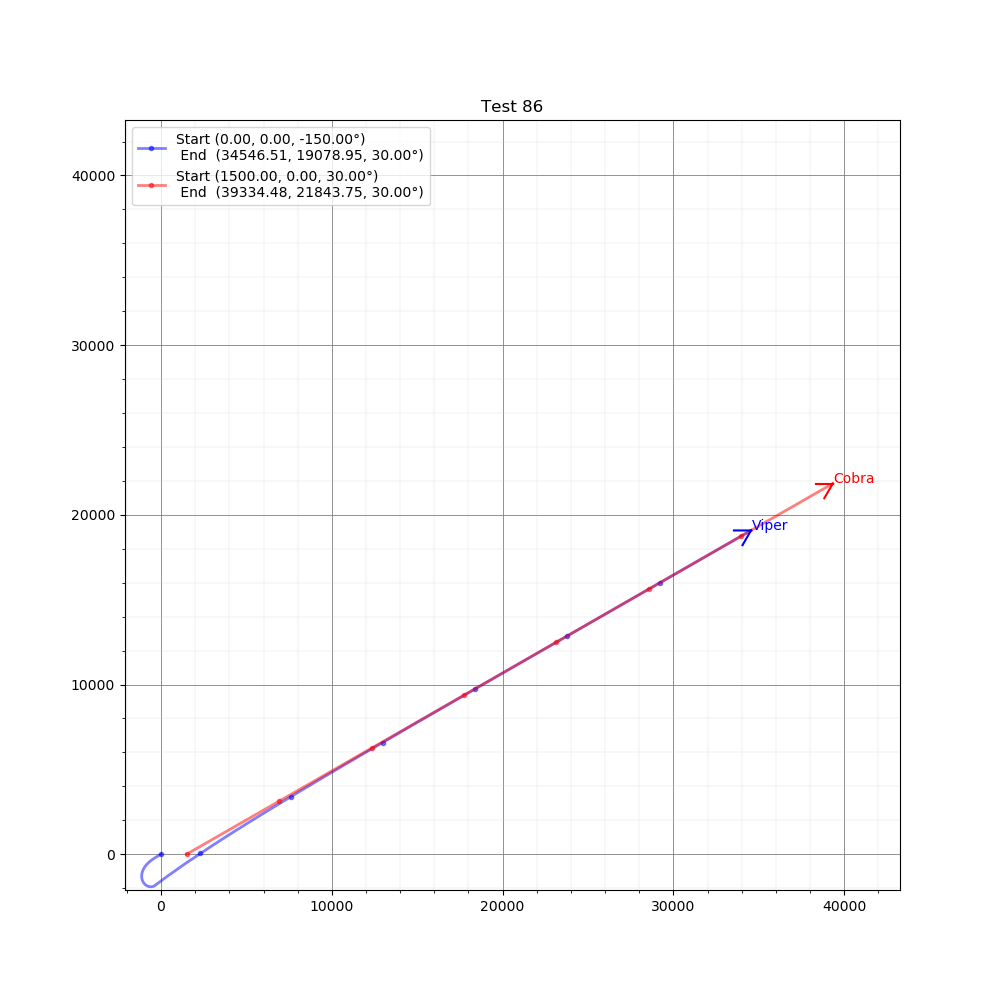 Test 86
Start (0.00, 0.00, -150.00°)
End  (34546.51, 19078.95, 30.00°)
Start (1500.00, 0.00, 30.00°)
End  (39334.48, 21843.75, 30.00°)
40000
30000
20000
10000
0
Cobra
Viper
0
10000
20000
30000
40000